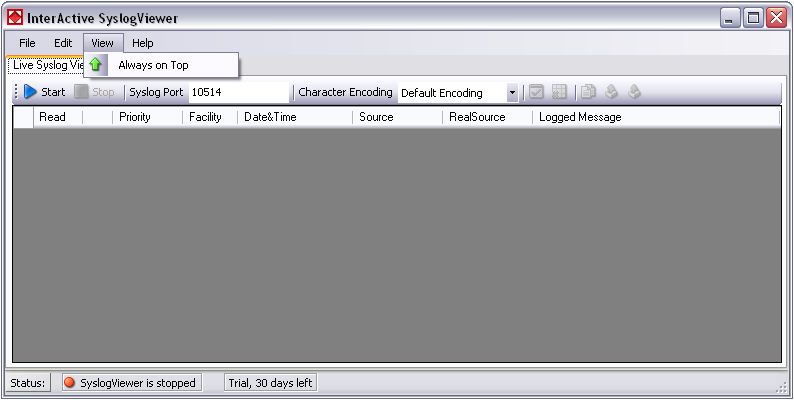 InterActive SyslogViewer
File Edit View Help
Always on Top
Live Syslog Vie
Start Stop Syslog Port 10514 Character Encoding Default Encoding
Read Priority Facility Date&Time Source RealSource Logged Message
Status: SyslogViewer is stopped Trial, 30 days left